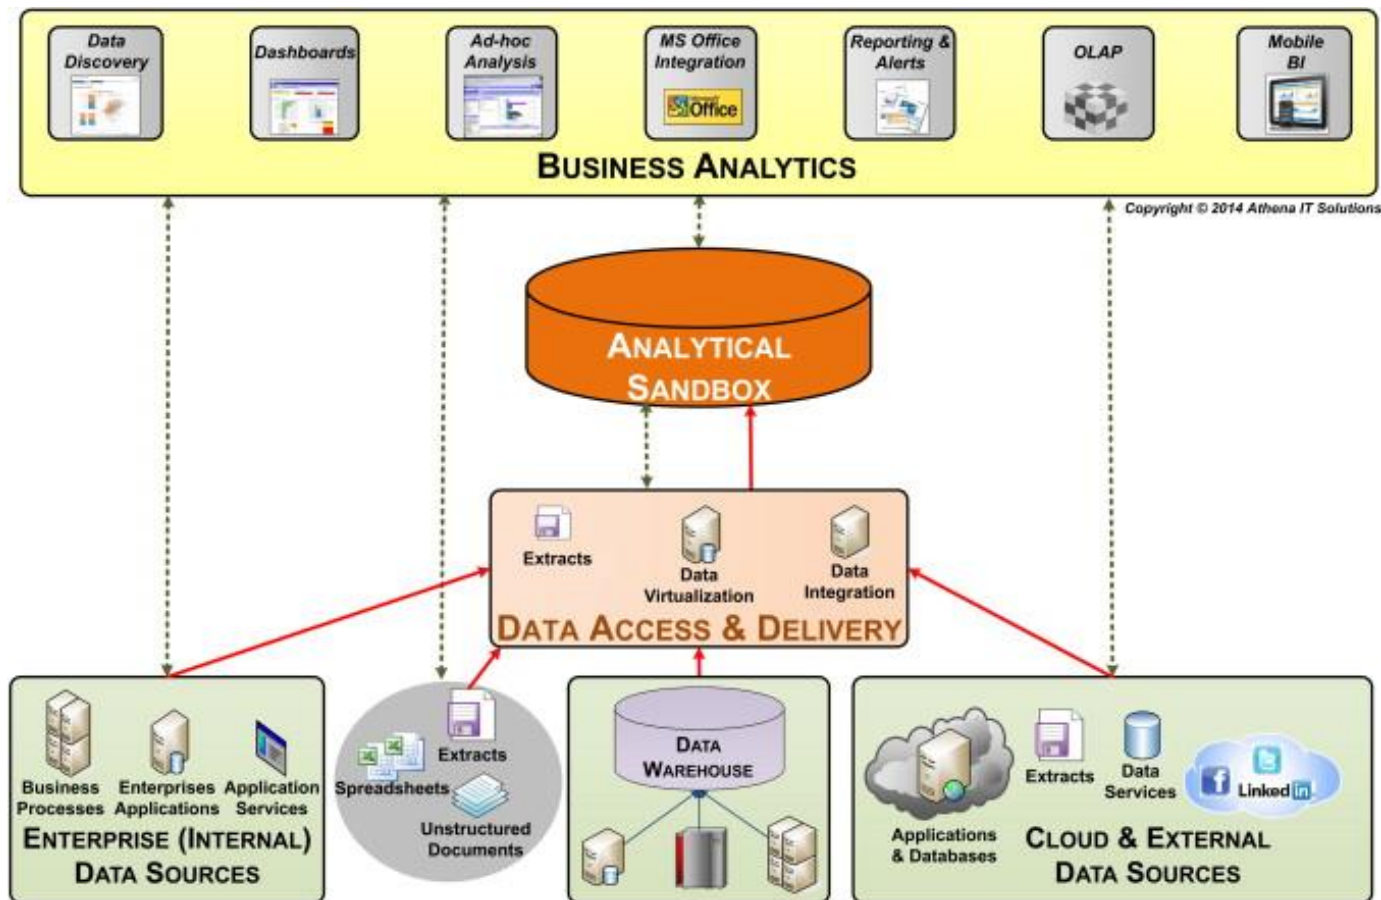 Data
Discovery
Dashboards
Ad-hoc
Analysis
MS Office
Integration
Office
Reporting &
Alerts
OLAP
Mobile
BI
BUSINESS ANALYTICS
Copyright © 2014 Athena IT Solutions
ANALYTICAL
SANDBOX
Extracts
Data
Virtualization
Data
Integration
DATA ACCESS & DELIVERY
Business
Processes
Enterprises
Applications
Application
Services
ENTERPRISE (INTERNAL)
DATA SOURCES
Extracts
Spreadsheets
Unstructured
Documents
DATA
WAREHOUSE
Applications
& Databases
Extracts
Data
Services
Linked in
CLOUD & EXTERNAL
DATA SOURCES